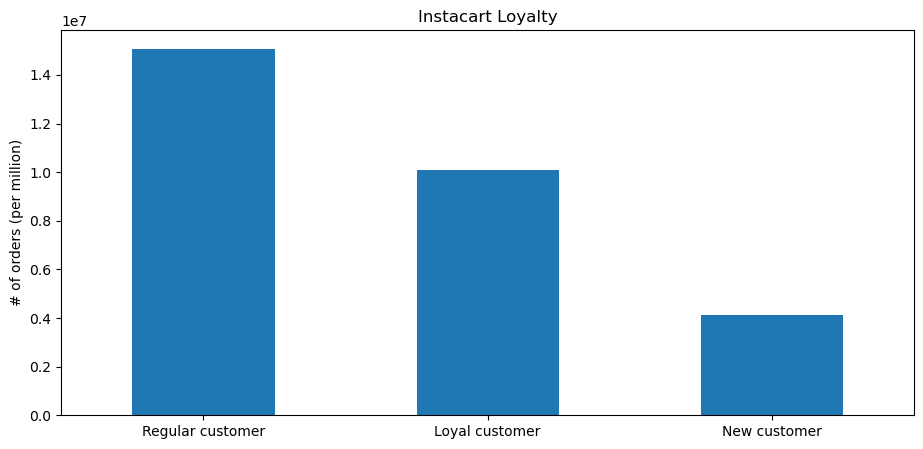 Instacart Loyalty
1e7
# of orders (per million)
1.4
1.2
1.0
0.8
0.6
0.4
0.2
0.0
Regular customer
Loyal customer
New customer